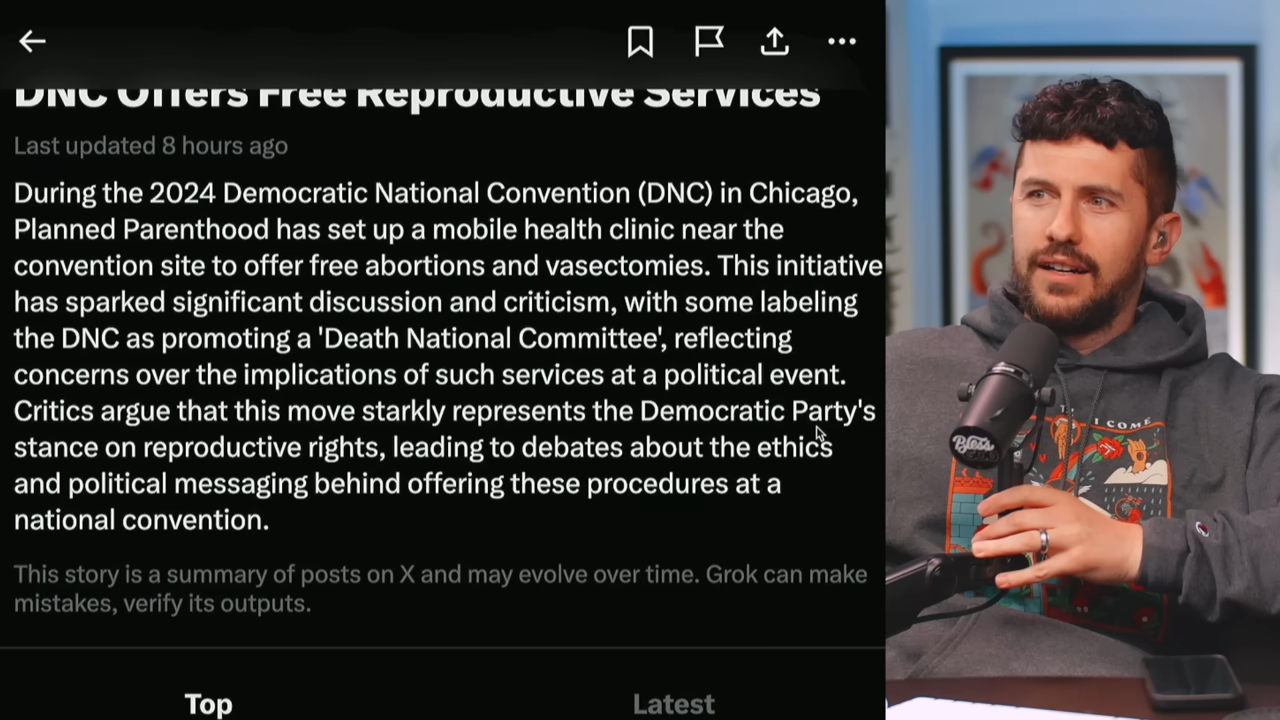 DNC Offers Free Reproductive Services
Last updated 8 hours ago
During the 2024 Democratic National Convention (DNC) in Chicago,
Planned Parenthood has set up a mobile health clinic near the
convention site to offer free abortions and vasectomies. This initiative
has sparked significant discussion and criticism, with some labeling
the DNC as promoting a 'Death National Committee', reflecting
concerns over the implications of such services at a political event.
Critics argue that this move starkly represents the Democratic Party's
stance on reproductive rights, leading to debates about the ethics
and political messaging behind offering these procedures at a
national convention.
This story is a summary of posts on X and may evolve over time. Grok can make
mistakes, verify its outputs.
Top
Latest
I COME
Bless